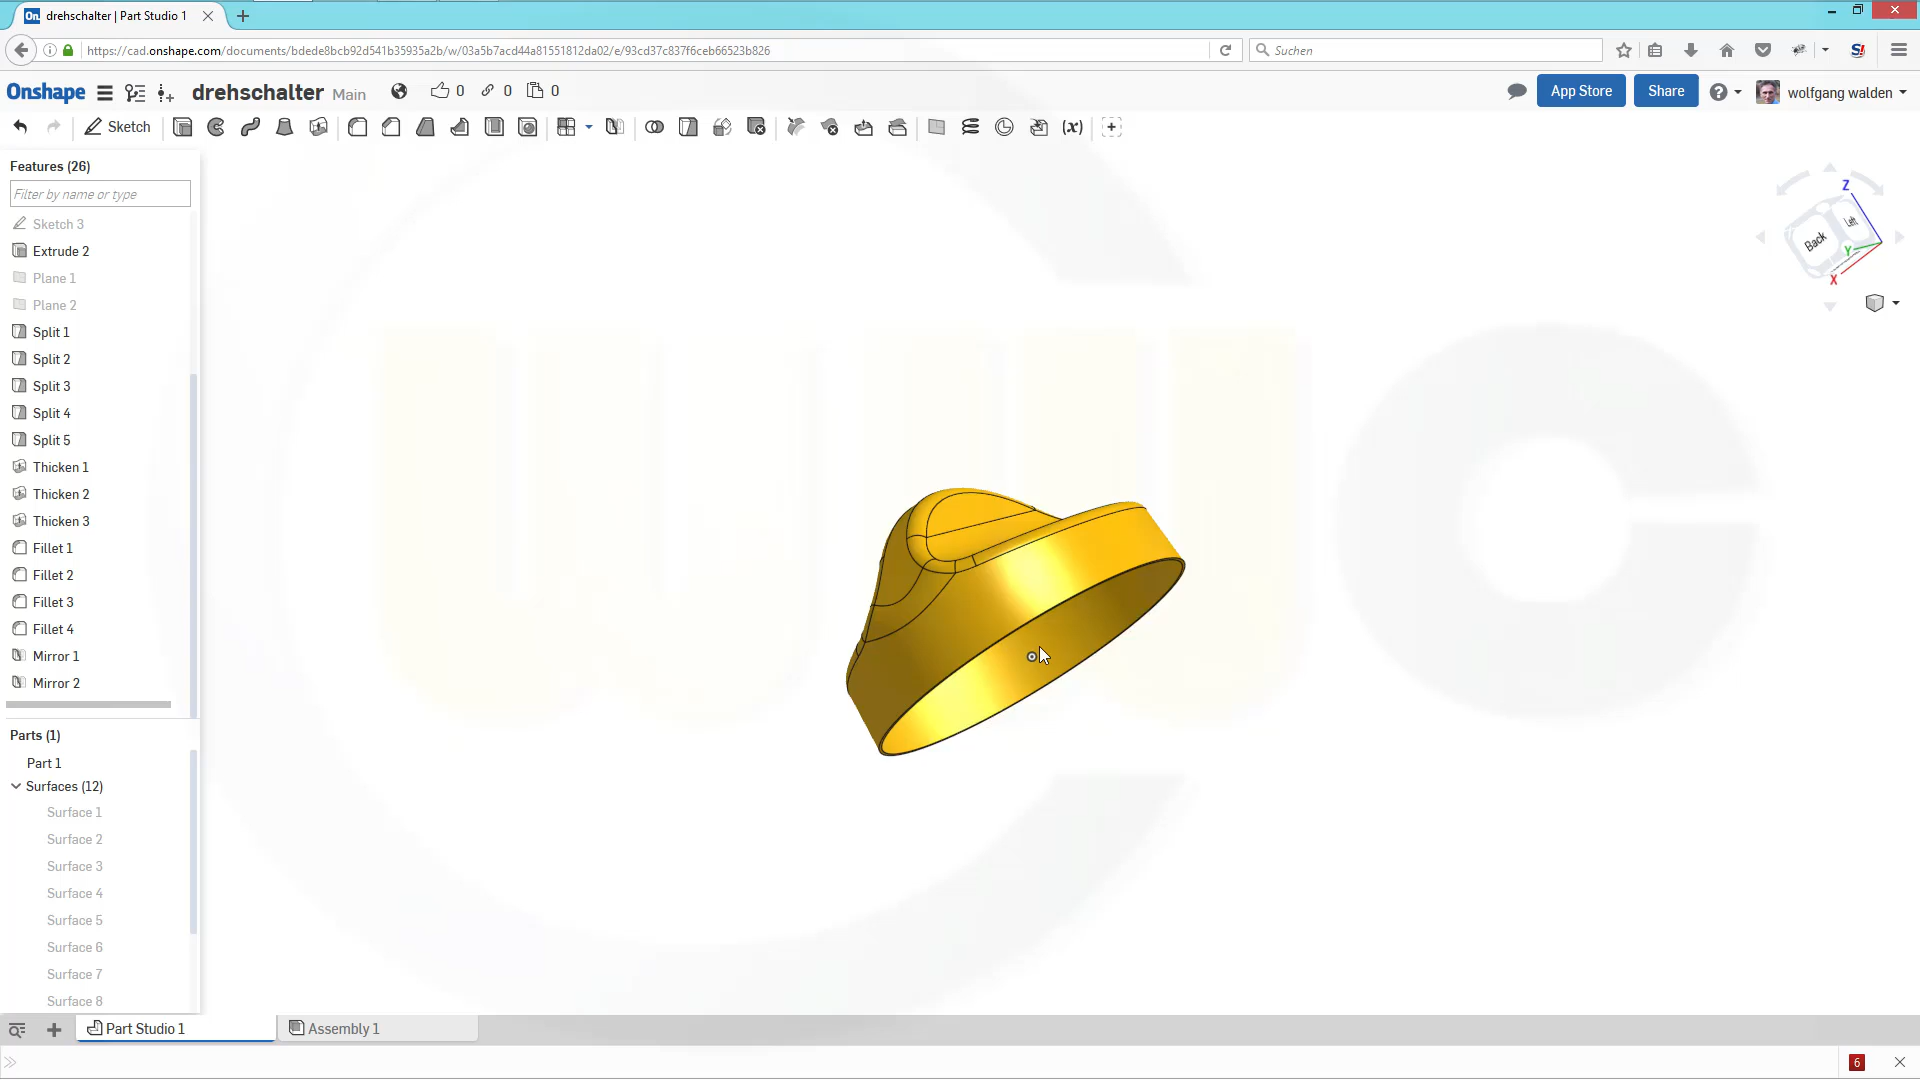 drehschalter | Part Studio 1
https://cad.onshape.com/documents/bdede8bcb92d541b35935a2b/w/03a5b7acd44a81551812da02/e/93cd37c837f6ceb66523b826
Suchen
Onshape
drehschalter Main
0
0
0
App Store
Share
wolfgang walden
Sketch
(x)
Features (26)
Filter by name or type
Sketch 3
Extrude 2
Plane 1
Plane 2
Split 1
Split 2
Split 3
Split 4
Split 5
Thicken 1
Thicken 2
Thicken 3
Fillet 1
Fillet 2
Fillet 3
Fillet 4
Mirror 1
Mirror 2
Parts (1)
Part 1
Surfaces (12)
Surface 1
Surface 2
Surface 3
Surface 4
Surface 5
Surface 6
Surface 7
Surface 8
Z
Left
Back
Y
X
Part Studio 1
Assembly 1
6